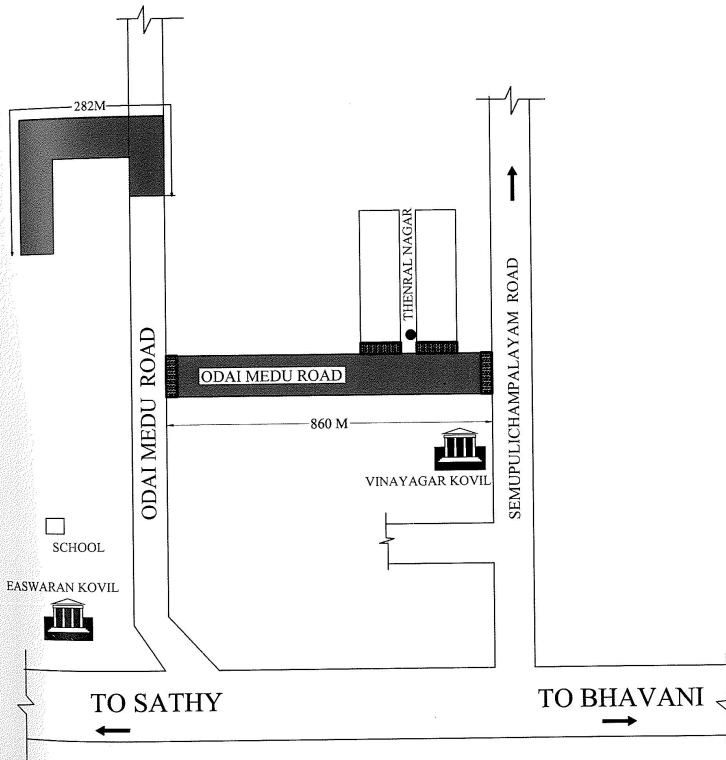 282M
THENRAL NAGAR
ODAI MEDU ROAD
ODAI MEDU ROAD
SEMUPULICHAMPALAYAM ROAD
860 M
VINAYAGAR KOVIL
SCHOOL
EASWARAN KOVIL
TO SATHY
TO BHAVANI